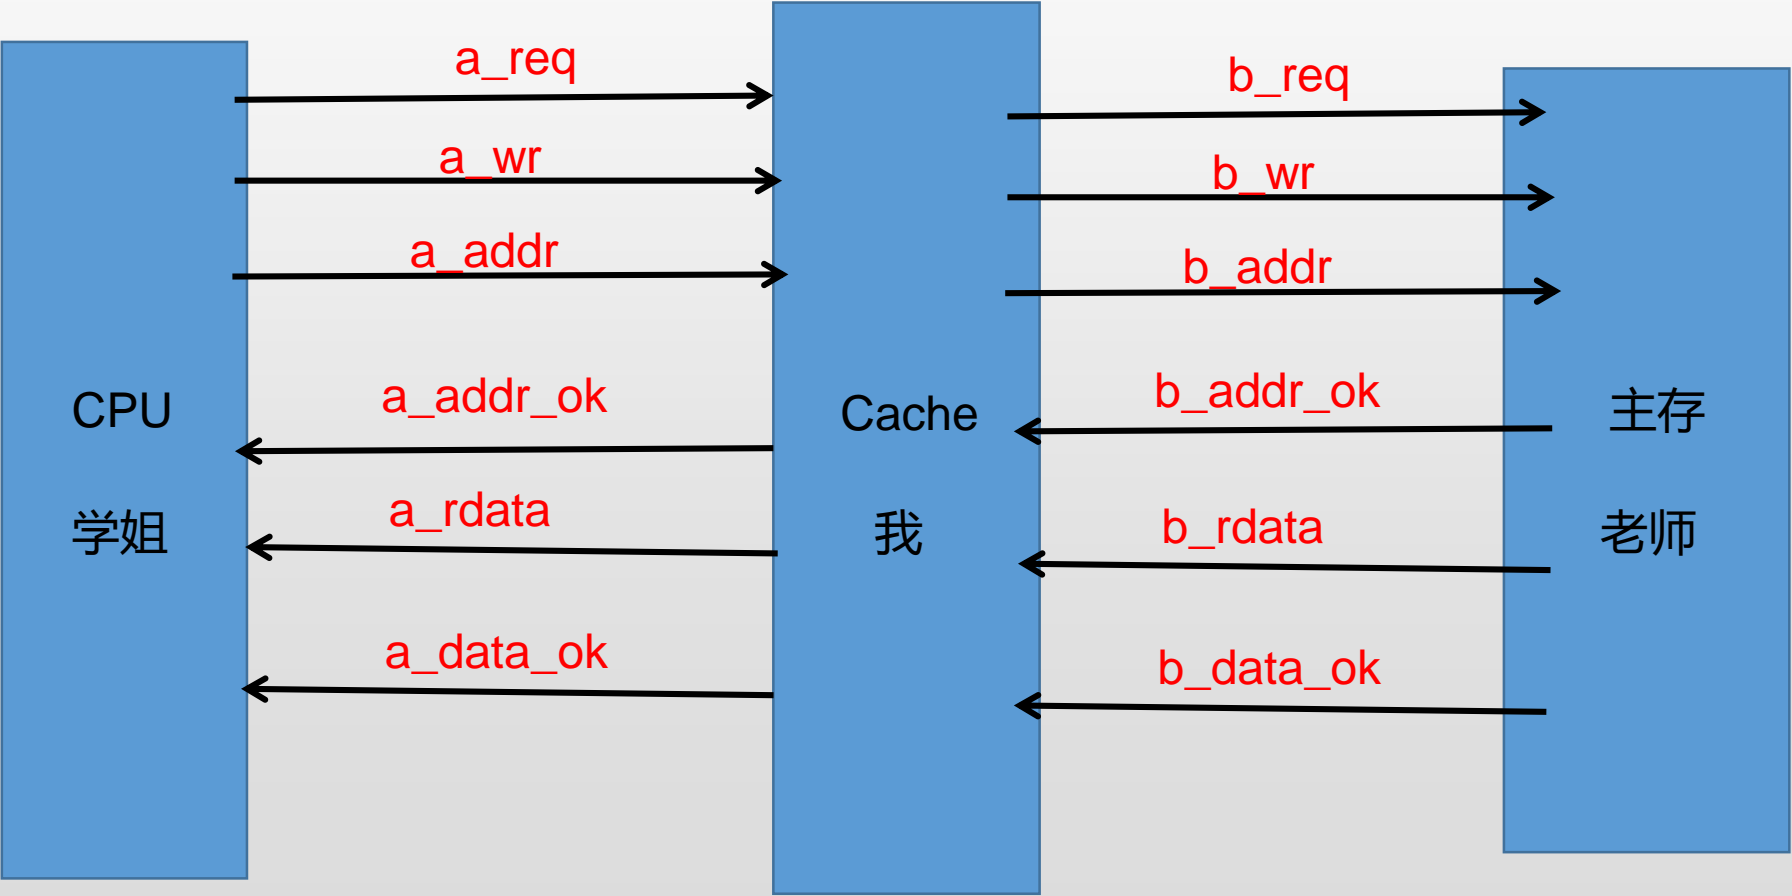 a_req
a_wr
a_addr
a_addr_ok
a_rdata
a_data_ok
b_req
b_wr
b_addr
b_addr_ok
b_rdata
b_data_ok
CPU
学姐
Cache
我
主存
老师